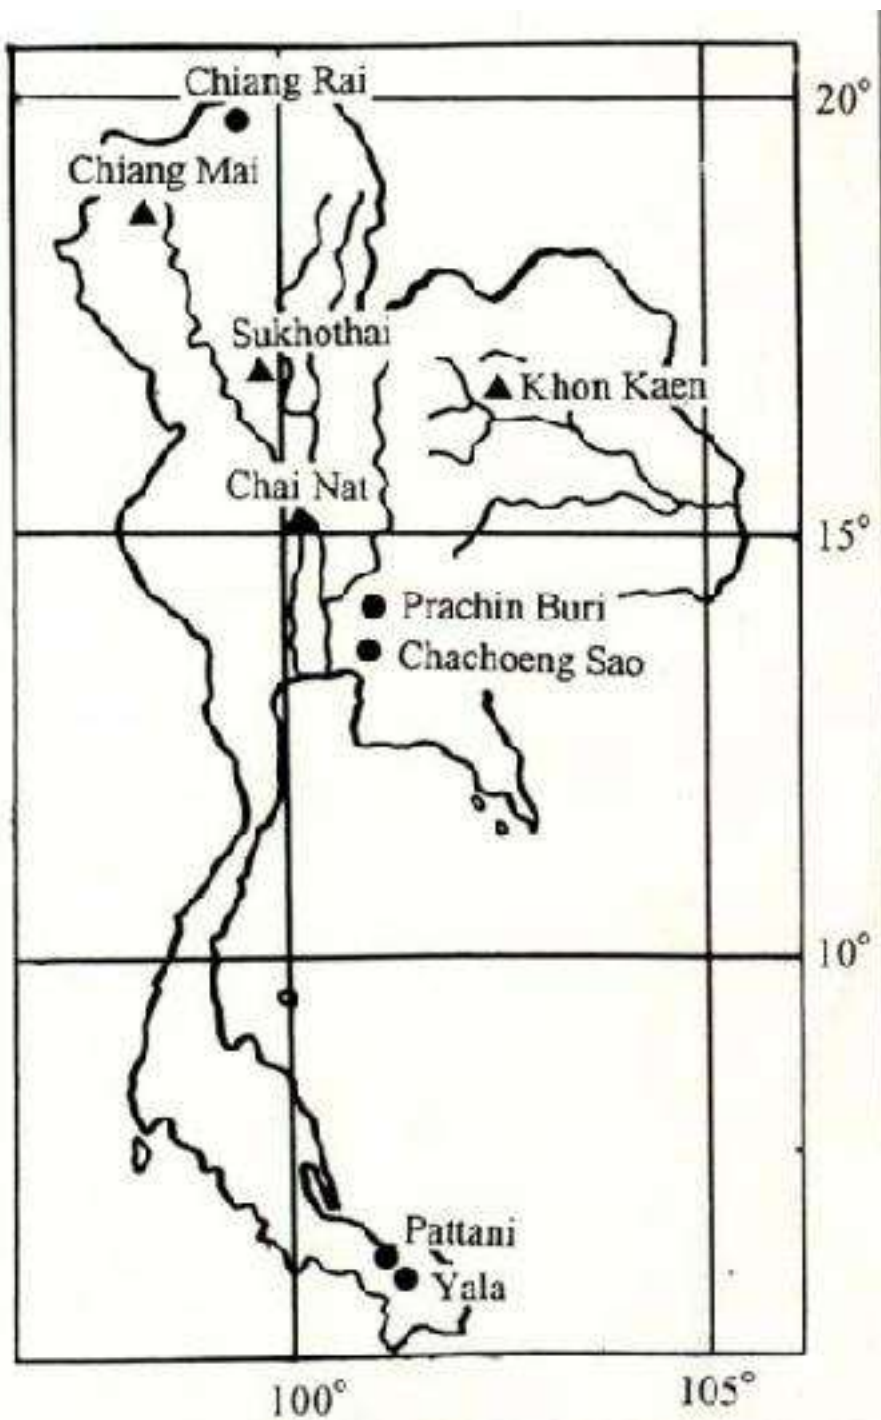 Chiang Rai
20°
Chiang Mai
Sukhothai
Khon Kaen
Chai Nat
15°
Prachin Buri
Chachoeng Sao
10°
Pattani
Yala
100°
105°